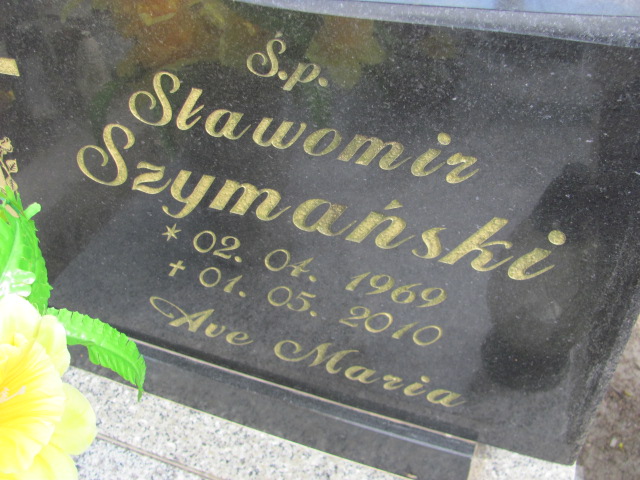 Ś.p.
Sławomir
Szymański
* 02. 04. 1969
✝ 01. 05. 2010
Ave Maria